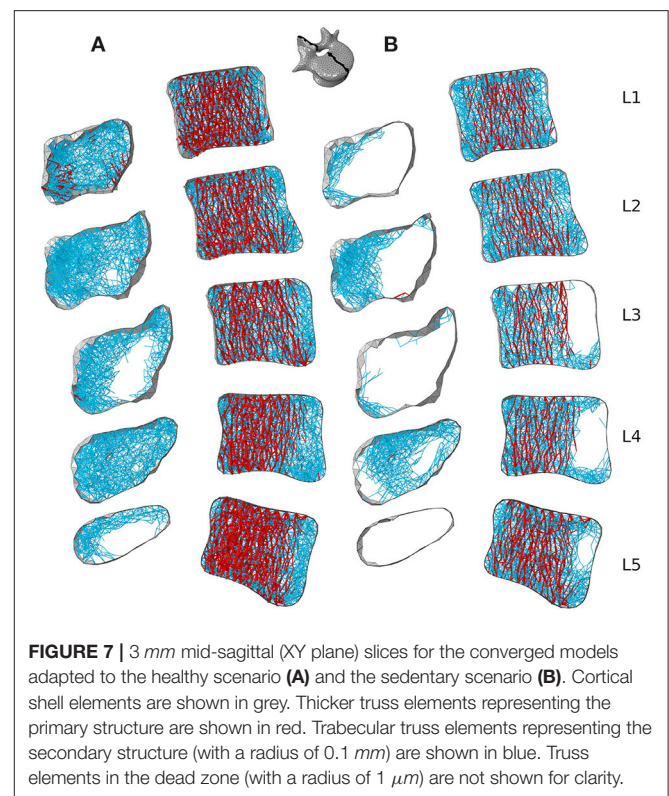 A
B
L1
L2
L3
L4
L5
FIGURE 7 | 3 mm mid-sagittal (XY plane) slices for the converged models
adapted to the healthy scenario (A) and the sedentary scenario (B). Cortical
shell elements are shown in grey. Thicker truss elements representing the
primary structure are shown in red. Trabecular truss elements representing the
secondary structure (with a radius of 0.1 mm) are shown in blue. Truss
elements in the dead zone (with a radius of 1 μm) are not shown for clarity.